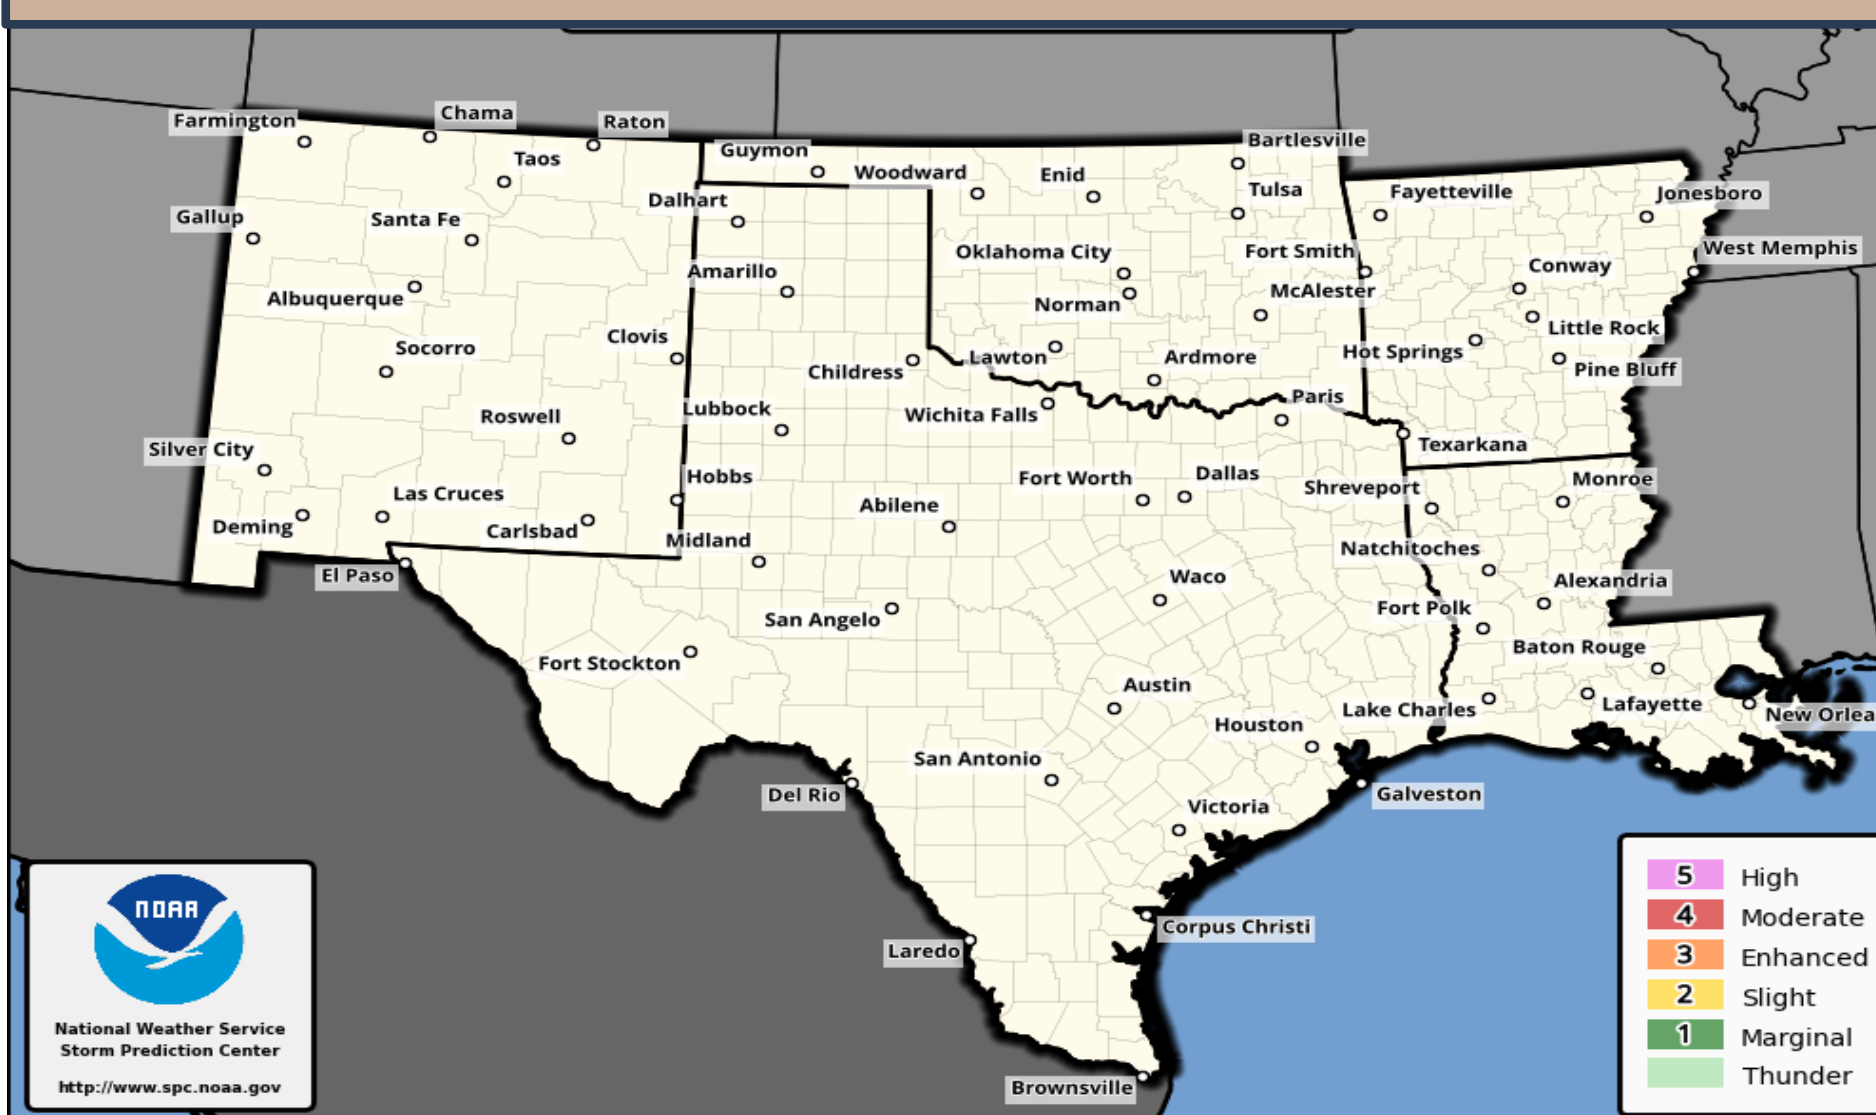 Farmington
Chama
Raton
Taos
Guymon
Woodward
Enid
Bartlesville
Tulsa
Fayetteville
Jonesboro
Gallup
Santa Fe
Dalhart
Oklahoma City
Fort Smith
West Memphis
Amarillo
Conway
Albuquerque
Norman
McAlester
Clovis
Socorro
Little Rock
Childress
Lawton
Ardmore
Hot Springs
Pine Bluff
Roswell
Lubbock
Wichita Falls
Paris
Silver City
Texarkana
Las Cruces
Hobbs
Fort Worth
Dallas
Shreveport
Monroe
Deming
Carlsbad
Abilene
Midland
Natchitoches
El Paso
Waco
Alexandria
San Angelo
Fort Polk
Fort Stockton
Baton Rouge
Austin
Lake Charles
Lafayette
New Orlea
Houston
San Antonio
Del Rio
Victoria
Galveston
Corpus Christi
Laredo
Brownsville
NOAA
National Weather Service
Storm Prediction Center
http://www.spc.noaa.gov
5 High
4 Moderate
3 Enhanced
2 Slight
1 Marginal
Thunder